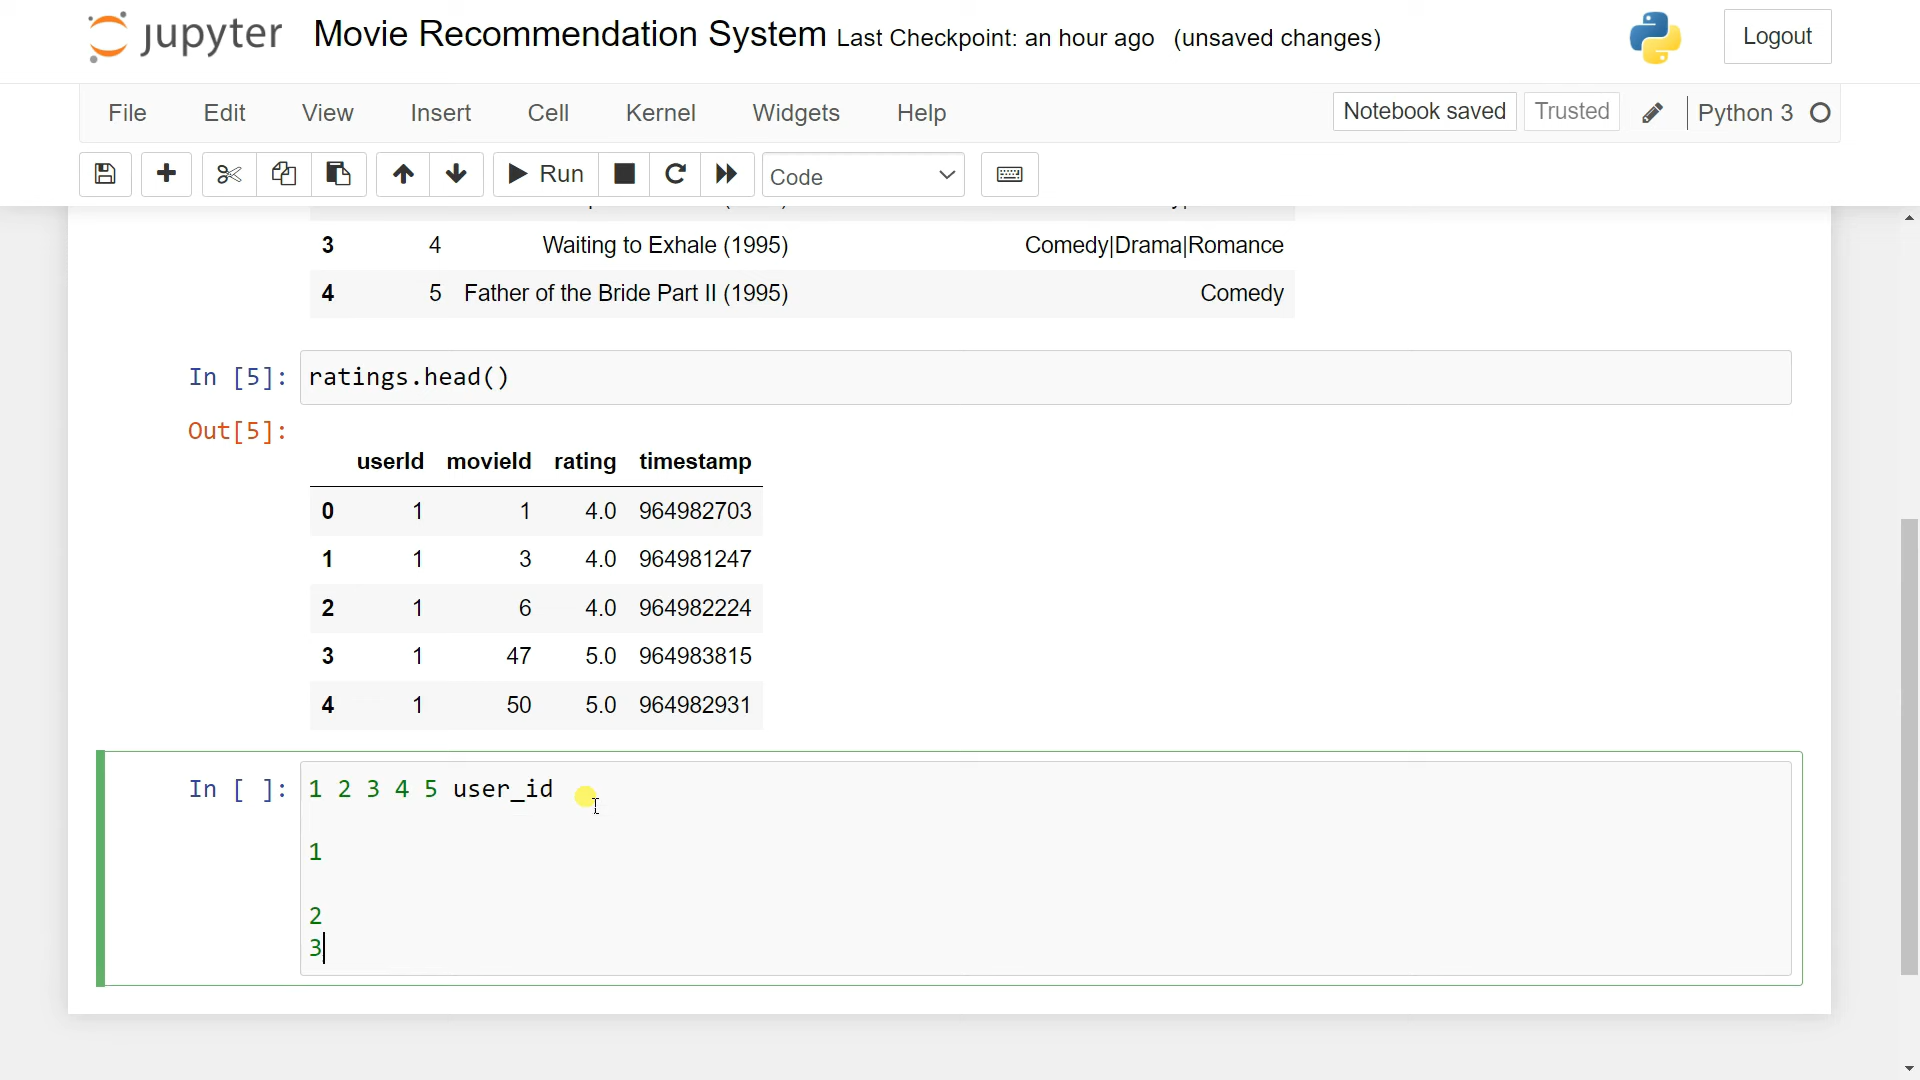 jupyter Movie Recommendation System Last Checkpoint: an hour ago (unsaved changes) Logout
File Edit View Insert Cell Kernel Widgets Help Notebook saved Trusted Python 3
Run Code
3 4 Waiting to Exhale (1995) Comedy|Drama|Romance
4 5 Father of the Bride Part II (1995) Comedy
In [5]: ratings.head()
Out[5]:
userId movieId rating timestamp
0 1 1 4.0 964982703
1 1 3 4.0 964981247
2 1 6 4.0 964982224
3 1 47 5.0 964983815
4 1 50 5.0 964982931
In [ ]: 1 2 3 4 5 user_id
1
2
3